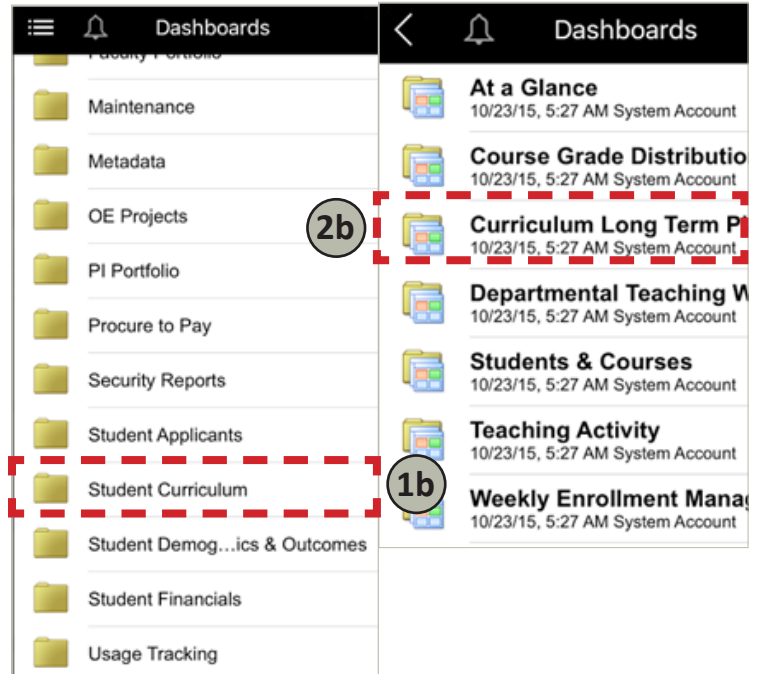 Dashboards
Faculty Portfolio
Maintenance
Metadata
OE Projects
PI Portfolio
Procure to Pay
Security Reports
Student Applicants
Student Curriculum
Student Demog...ics & Outcomes
Student Financials
Usage Tracking
1b
2b
Dashboards
At a Glance
10/23/15, 5:27 AM System Account
Course Grade Distributio
10/23/15, 5:27 AM System Account
Curriculum Long Term P
10/23/15, 5:27 AM System Account
Departmental Teaching W
10/23/15, 5:27 AM System Account
Students & Courses
10/23/15, 5:27 AM System Account
Teaching Activity
10/23/15, 5:27 AM System Account
Weekly Enrollment Mana
10/23/15, 5:27 AM System Account